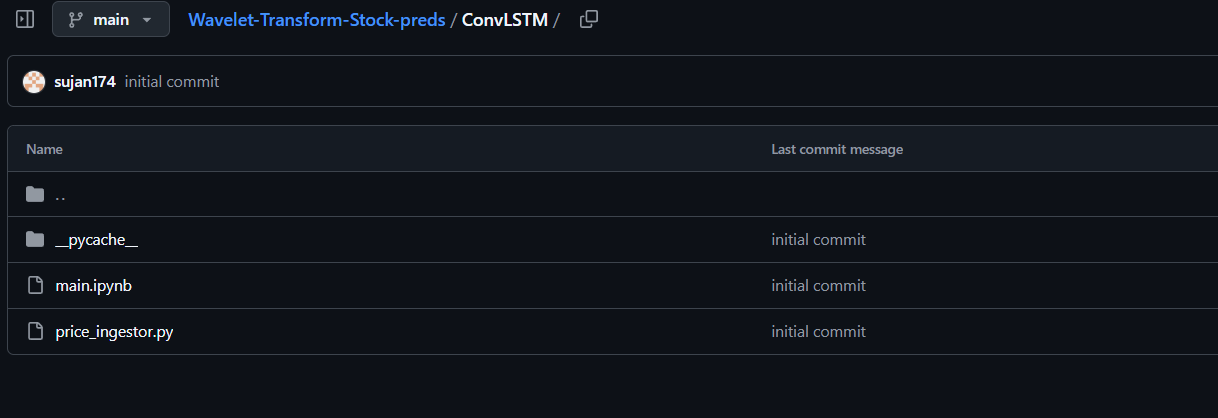 main Wavelet-Transform-Stock-preds / ConvLSTM /
sujan174 initial commit
Name Last commit message
..
__pycache__ initial commit
main.ipynb initial commit
price_ingestor.py initial commit